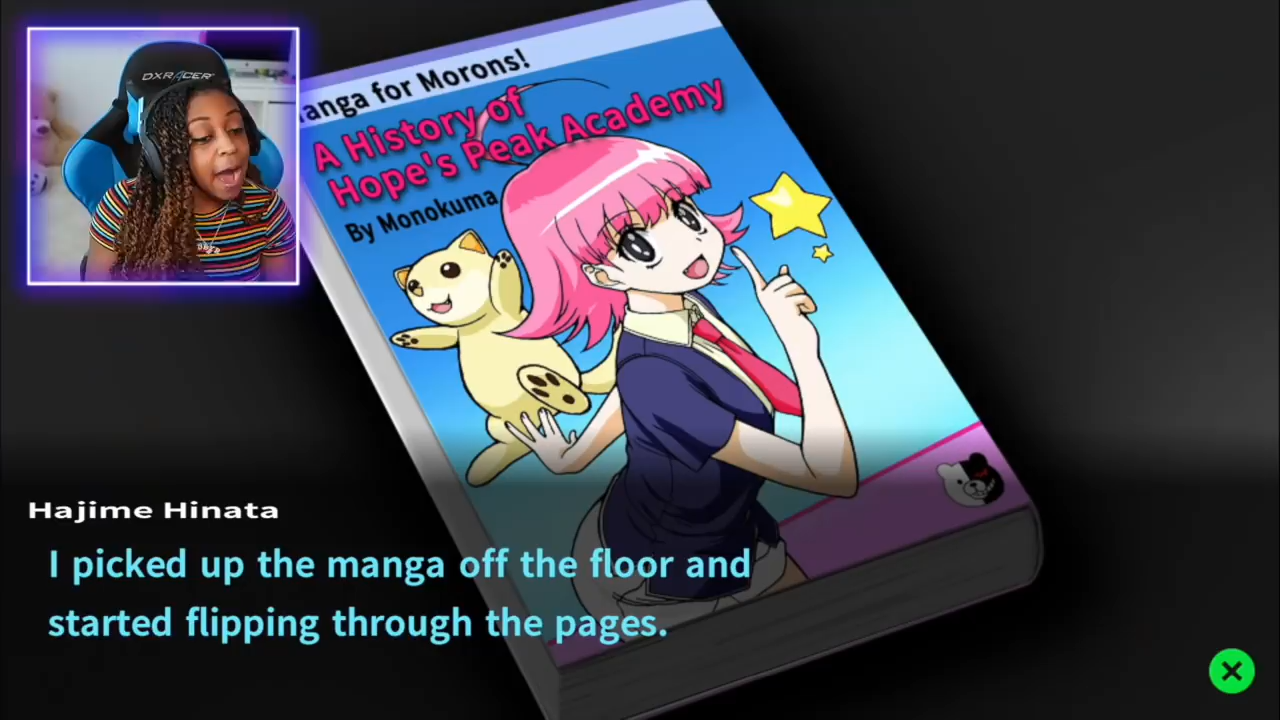 DXRACER
anga for Morons!
A History of
Hope's Peak Academy
By Monokuma
Hajime Hinata
I picked up the manga off the floor and
started flipping through the pages.